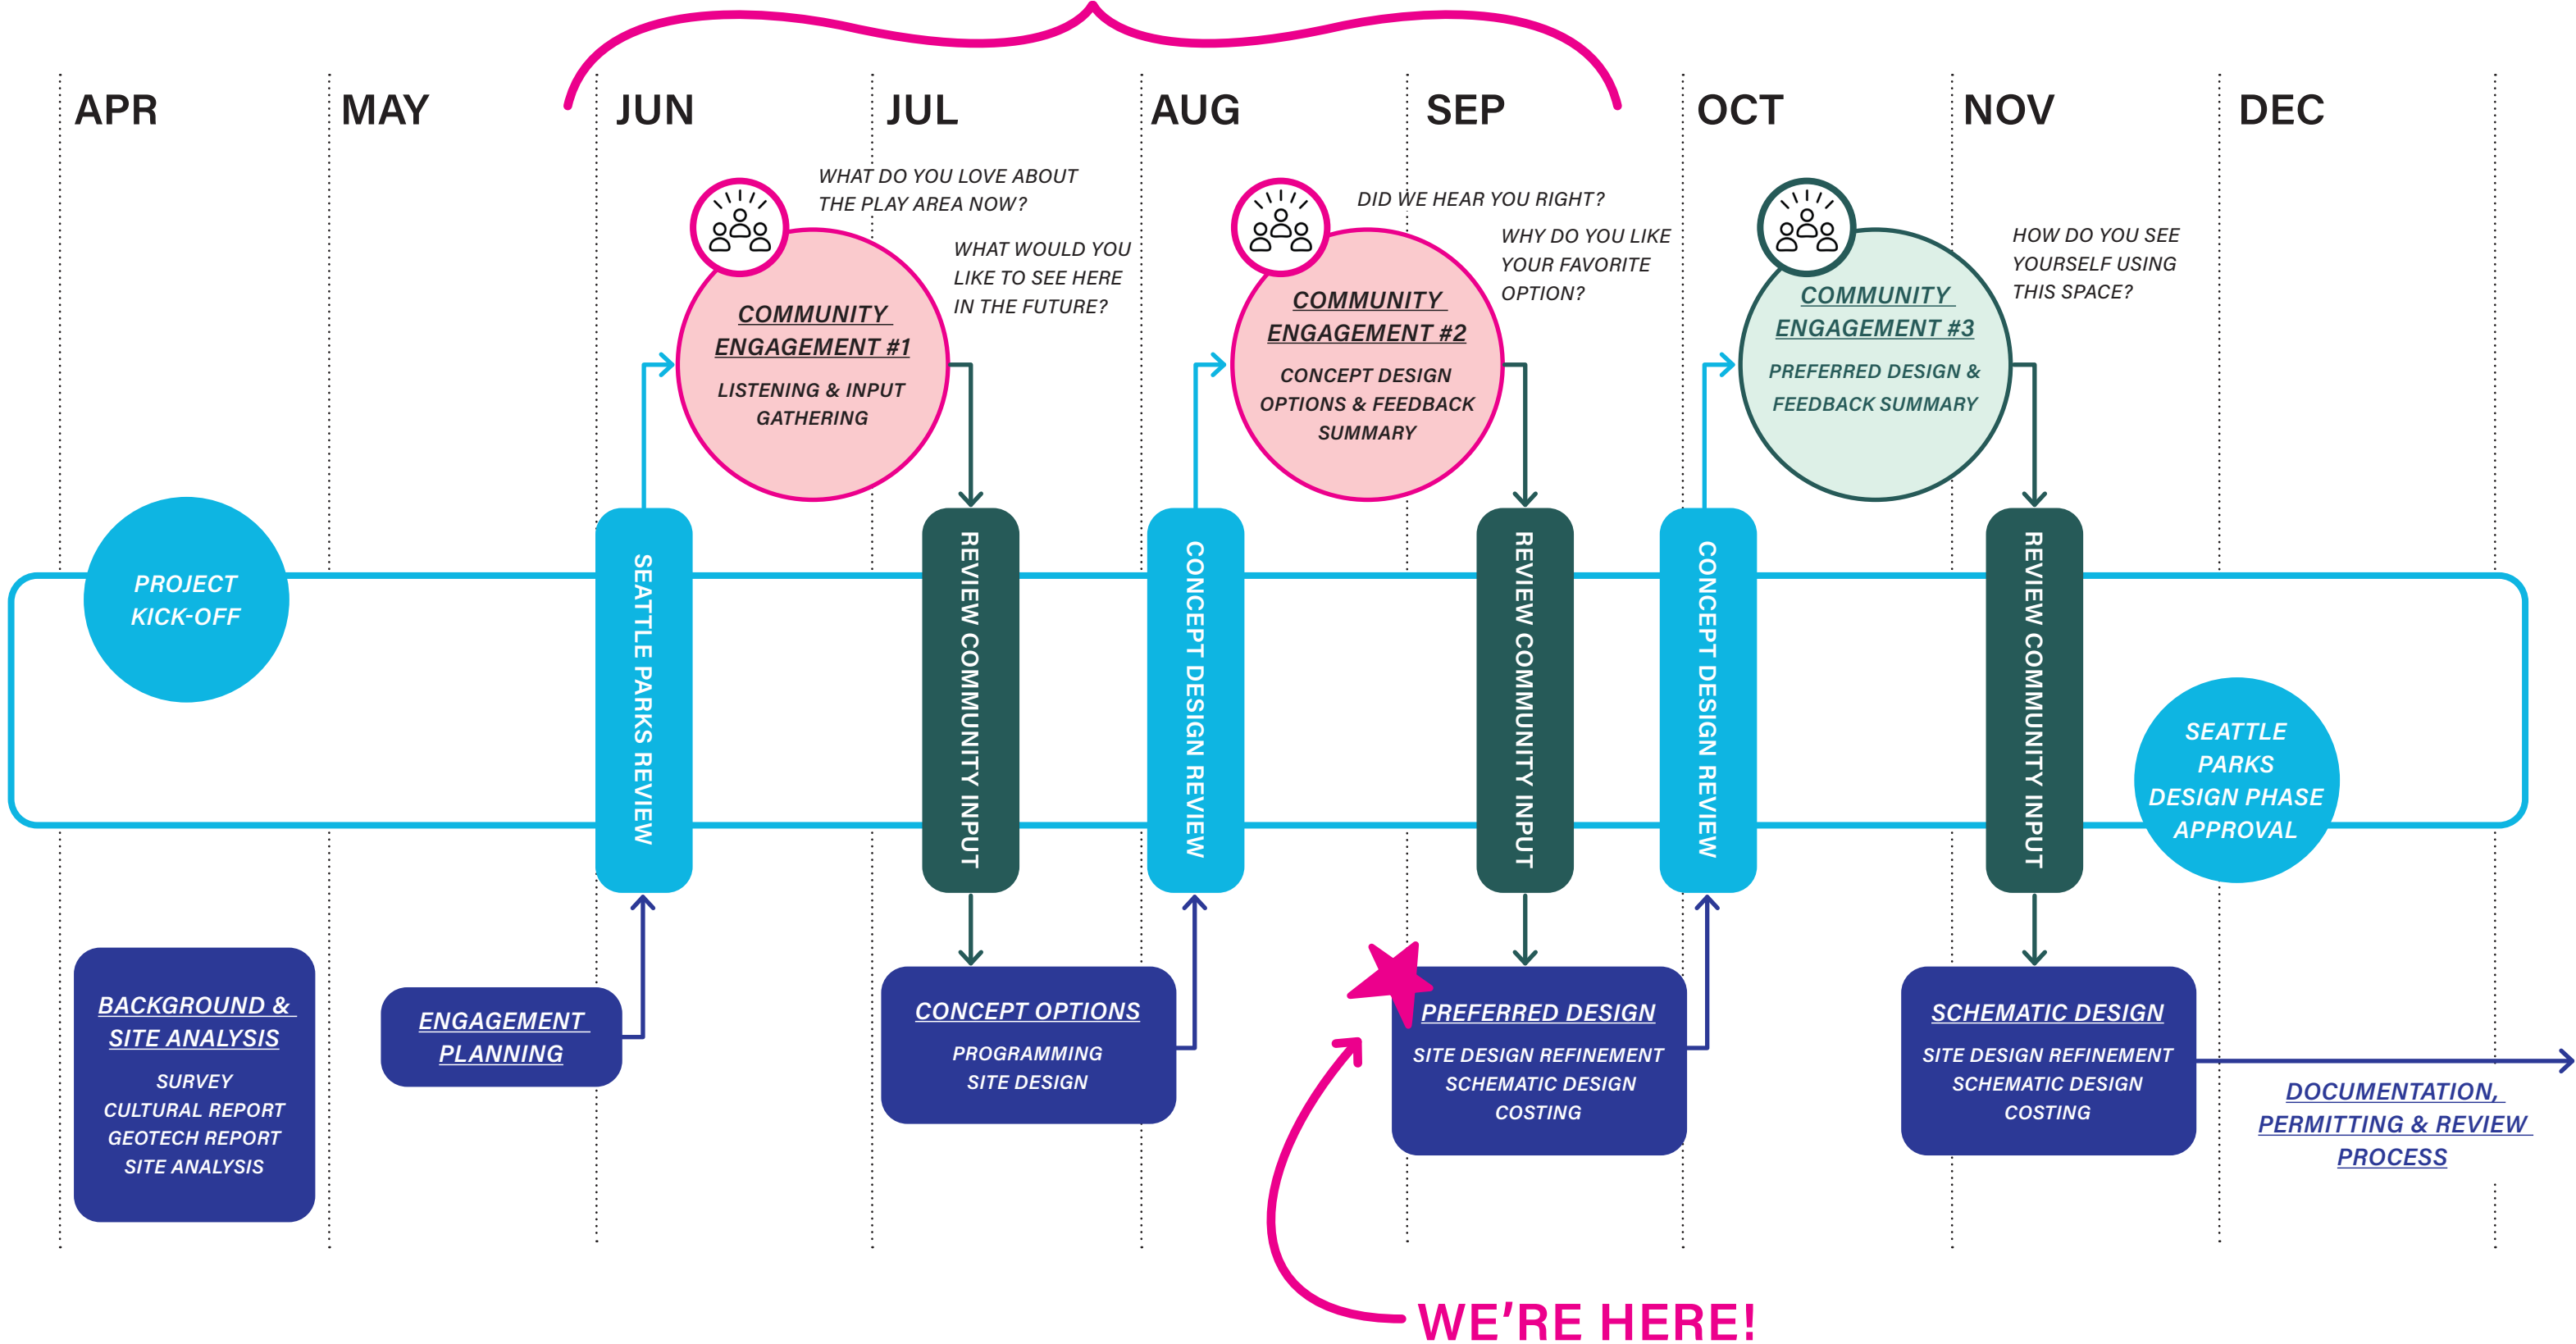 APR
MAY
JUN
JUL
AUG
SEP
OCT
NOV
DEC
WHAT DO YOU LOVE ABOUT
THE PLAY AREA NOW?
WHAT WOULD YOU
LIKE TO SEE HERE
IN THE FUTURE?
COMMUNITY
ENGAGEMENT #1
LISTENING & INPUT
GATHERING
DID WE HEAR YOU RIGHT?
WHY DO YOU LIKE
YOUR FAVORITE
OPTION?
COMMUNITY
ENGAGEMENT #2
CONCEPT DESIGN
OPTIONS & FEEDBACK
SUMMARY
HOW DO YOU SEE
YOURSELF USING
THIS SPACE?
COMMUNITY
ENGAGEMENT #3
PREFERRED DESIGN &
FEEDBACK SUMMARY
PROJECT
KICK-OFF
SEATTLE PARKS REVIEW
REVIEW COMMUNITY INPUT
CONCEPT DESIGN REVIEW
REVIEW COMMUNITY INPUT
CONCEPT DESIGN REVIEW
REVIEW COMMUNITY INPUT
SEATTLE
PARKS
DESIGN PHASE
APPROVAL
BACKGROUND &
SITE ANALYSIS
SURVEY
CULTURAL REPORT
GEOTECH REPORT
SITE ANALYSIS
ENGAGEMENT
PLANNING
CONCEPT OPTIONS
PROGRAMMING
SITE DESIGN
PREFERRED DESIGN
SITE DESIGN REFINEMENT
SCHEMATIC DESIGN
COSTING
SCHEMATIC DESIGN
SITE DESIGN REFINEMENT
SCHEMATIC DESIGN
COSTING
DOCUMENTATION,
PERMITTING & REVIEW
PROCESS
WE'RE HERE!